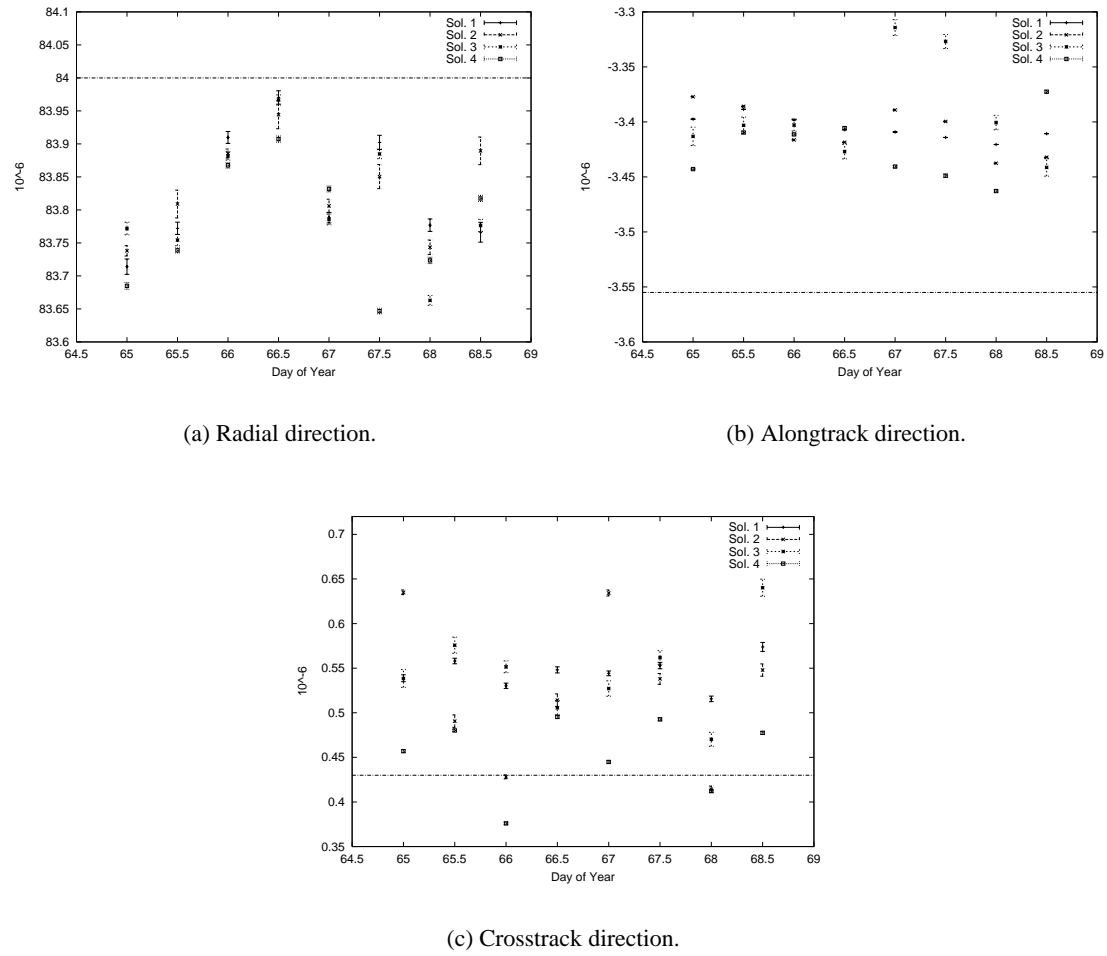 84.1
84.05
84
83.95
83.9
83.85
83.8
83.75
83.7
83.65
83.6
10^-6
64.5 65 65.5 66 66.5 67 67.5 68 68.5 69
Day of Year
Sol. 1
Sol. 2
Sol. 3
Sol. 4
(a) Radial direction.
-3.3
-3.35
-3.4
-3.45
-3.5
-3.55
-3.6
10^-6
64.5 65 65.5 66 66.5 67 67.5 68 68.5 69
Day of Year
Sol. 1
Sol. 2
Sol. 3
Sol. 4
(b) Alongtrack direction.
0.7
0.65
0.6
0.55
0.5
0.45
0.4
0.35
10^-6
64.5 65 65.5 66 66.5 67 67.5 68 68.5 69
Day of Year
Sol. 1
Sol. 2
Sol. 3
Sol. 4
(c) Crosstrack direction.